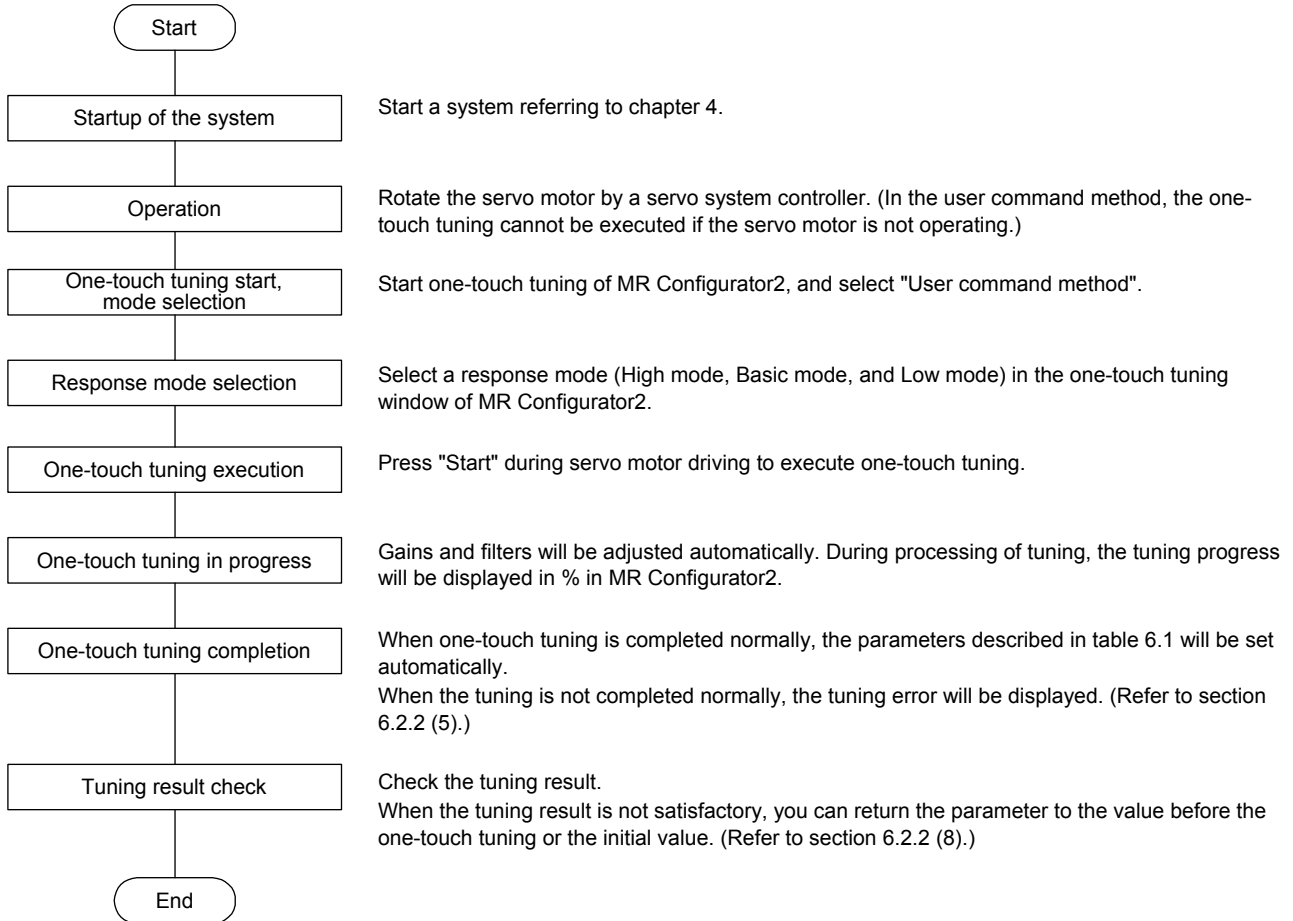 Start
Startup of the system
Start a system referring to chapter 4.
Operation
Rotate the servo motor by a servo system controller. (In the user command method, the one-
touch tuning cannot be executed if the servo motor is not operating.)
One-touch tuning start,
mode selection
Start one-touch tuning of MR Configurator2, and select "User command method".
Response mode selection
Select a response mode (High mode, Basic mode, and Low mode) in the one-touch tuning
window of MR Configurator2.
One-touch tuning execution
Press "Start" during servo motor driving to execute one-touch tuning.
One-touch tuning in progress
Gains and filters will be adjusted automatically. During processing of tuning, the tuning progress
will be displayed in % in MR Configurator2.
One-touch tuning completion
When one-touch tuning is completed normally, the parameters described in table 6.1 will be set
automatically.
When the tuning is not completed normally, the tuning error will be displayed. (Refer to section
6.2.2 (5).)
Tuning result check
Check the tuning result.
When the tuning result is not satisfactory, you can return the parameter to the value before the
one-touch tuning or the initial value. (Refer to section 6.2.2 (8).)
End